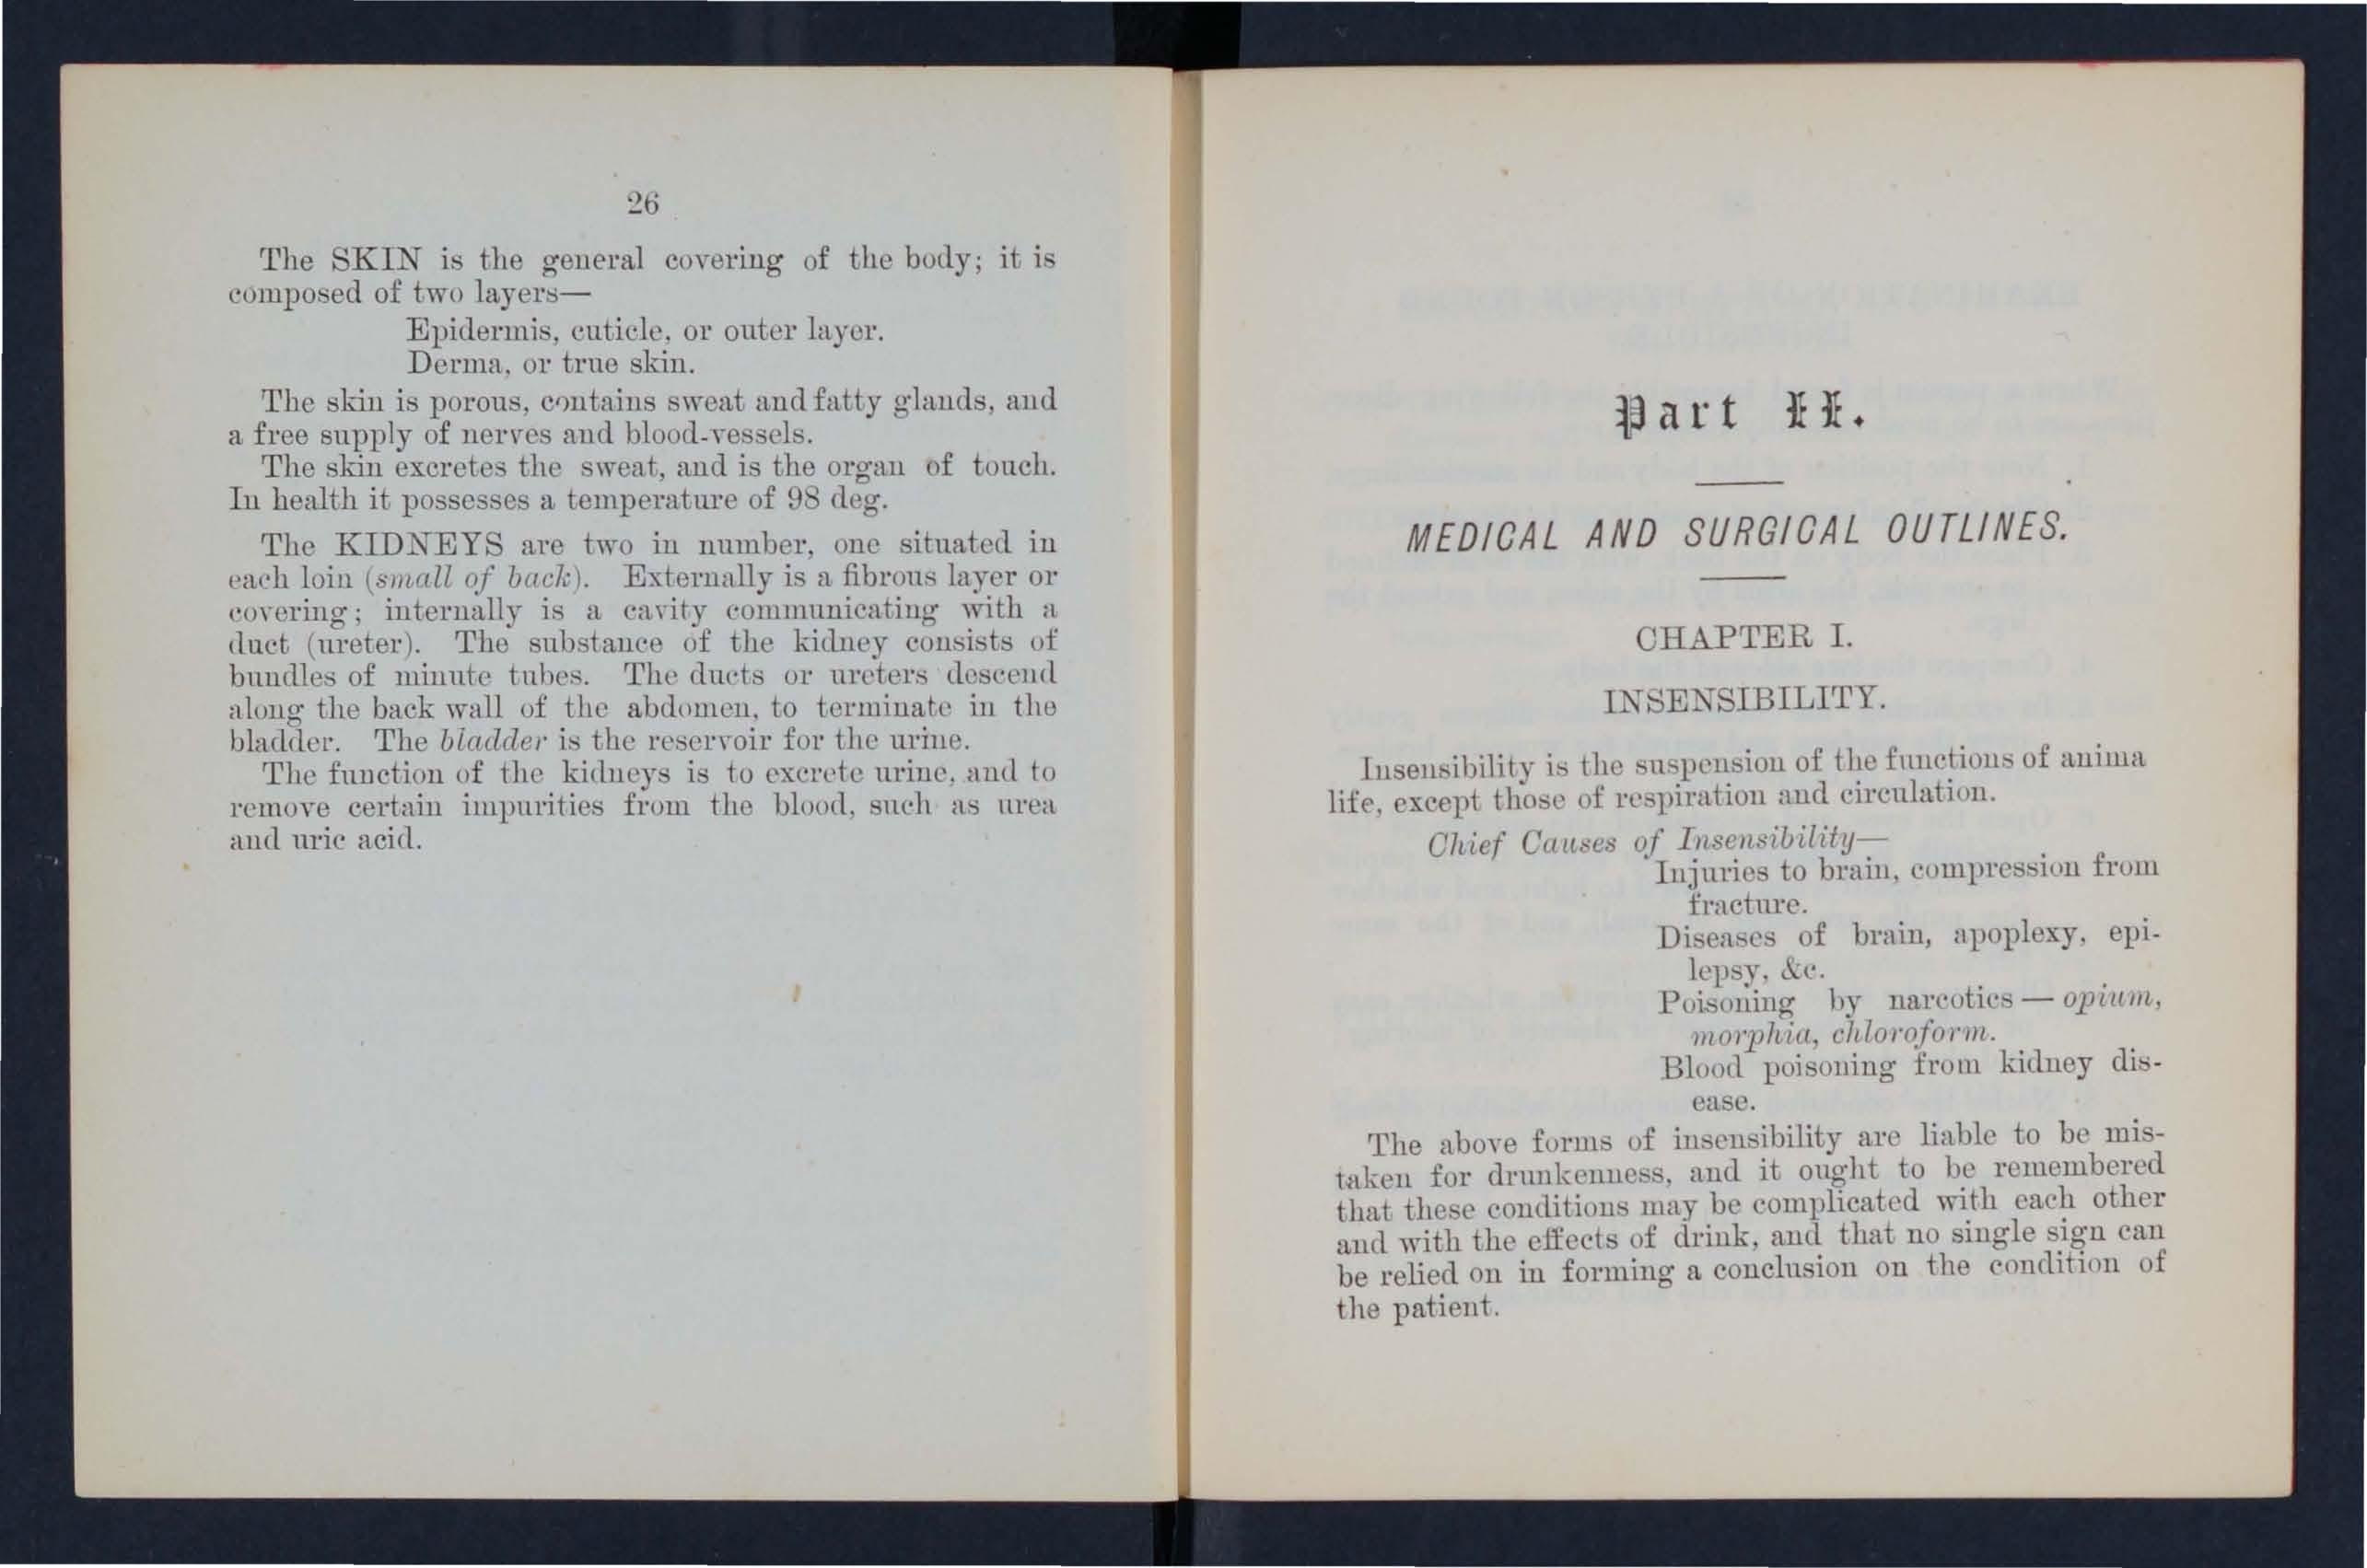 26
The SKIN is the general covering of the body; it is
composed of two layers—
Epidermis, cuticle, or outer layer.
Derma, or true skin.
The skin is porous, contains sweat and fatty glands, and
a free supply of nerves and blood-vessels.
The skin excretes the sweat, and is the organ of touch.
In health it possesses a temperature of 98 deg.
The KIDNEYS are two in number, one situated in
each loin (small of back). Externally is a fibrous layer or
covering; internally is a cavity communicating with a
duct (ureter). The substance of the kidney consists of
bundles of minute tubes. The ducts or ureters descend
along the back wall of the abdomen, to terminate in the
bladder. The bladder is the reservoir for the urine.
The function of the kidneys is to excrete urine, and to
remove certain impurities from the blood, such as urea
and uric acid.
Part II.
MEDICAL AND SURGICAL OUTLINES.
CHAPTER I.
INSENSIBILITY.
Insensibility is the suspension of the functions of anima
life, except those of respiration and circulation.
Chief Causes of Insensibility—
Injuries to brain, compression from
fracture.
Diseases of brain, apoplexy, epi-
lepsy, &c.
Poisoning by narcotics — opium,
morphia, chloroform.
Blood poisoning from kidney dis-
ease.
The above forms of insensibility are liable to be mis-
taken for drunkenness, and it ought to be remembered
that these conditions may be complicated with each other
and with the effects of drink, and that no single sign can
be relied on in forming a conclusion on the condition of
the patient.